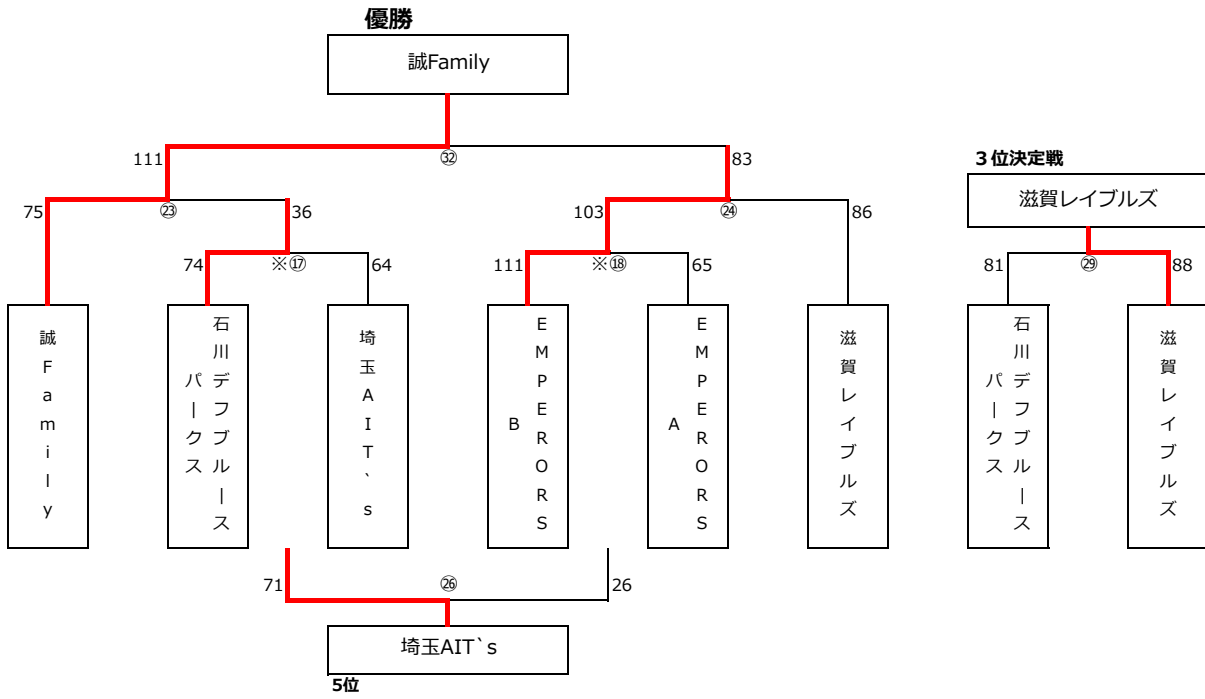 優勝
誠Family
111
㉜
83
3位決定戦
滋賀レイブルズ
75
㉓
36
103
㉔
86
74
※⑰
64
111
※⑱
65
81
㉙
88
誠Family
石川デフブルース
パークス
埼玉AIT`s
EMPERORS
B
EMPERORS
A
滋賀レイブルズ
石川デフブルース
パークス
滋賀レイブルズ
71
㉖
26
埼玉AIT`s
5位